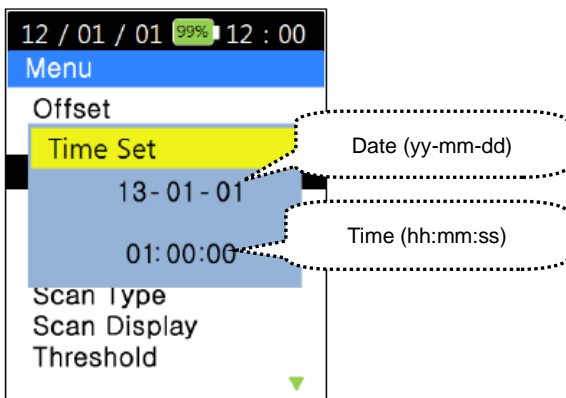 12 / 01 / 01 99% 12 : 00
Menu
Offset
Time Set
Date (yy-mm-dd)
13-01-01
Time (hh:mm:ss)
01:00:00
Scan Type
Scan Display
Threshold